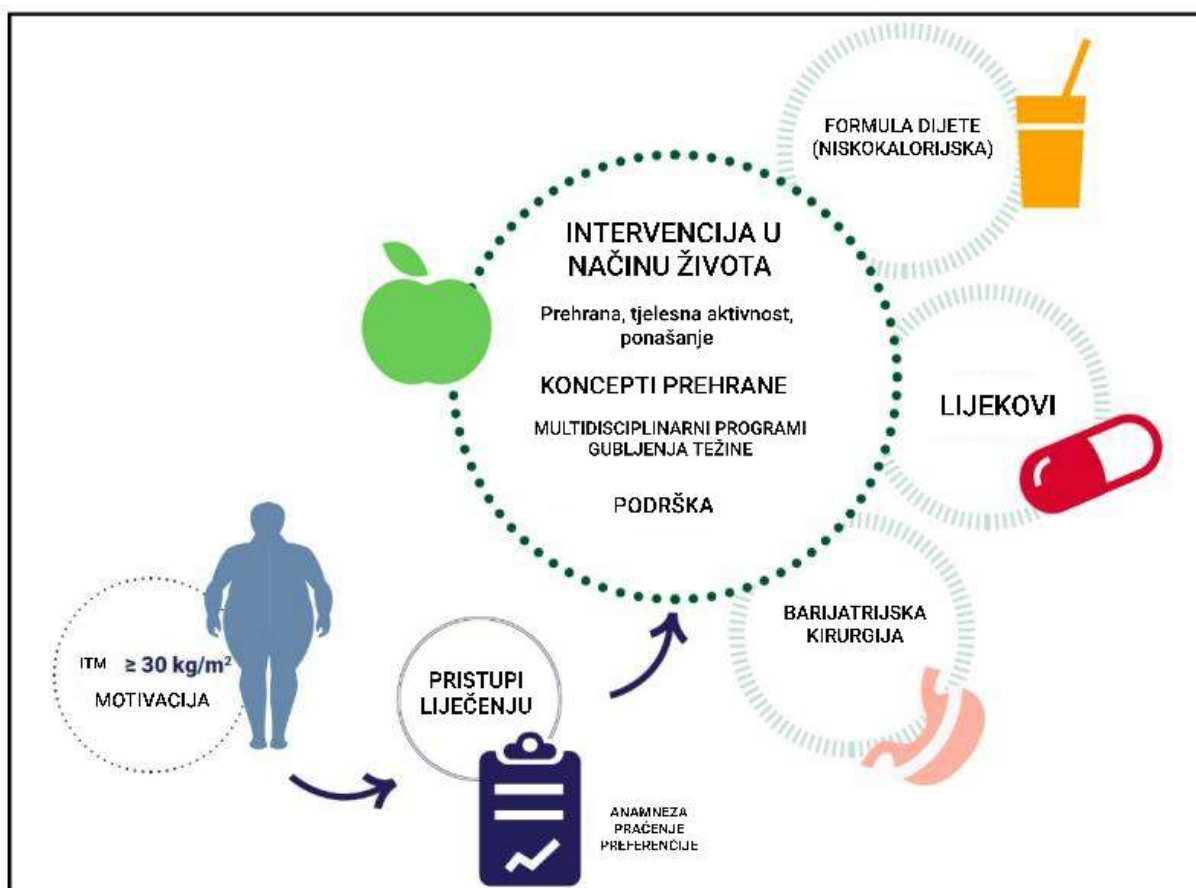 FORMULA DIJETE
(NISKOKALORIJSKA)
INTERVENCIJA U
NAČINU ŽIVOTA
Prehrana, tjelesna aktivnost,
ponašanje
KONCEPTI PREHRANE
MULTIDISCIPLINARNI PROGRAMI
GUBLJENJA TEŽINE
PODRŠKA
LIJEKOVI
BARIJATRIJSKA
KIRURGIJA
ITM ≥ 30 kg/m²
MOTIVACIJA
PRISTUPI
LIJEČENJU
ANAMNEZA
PRAĆENJE
PREFERENCIJE